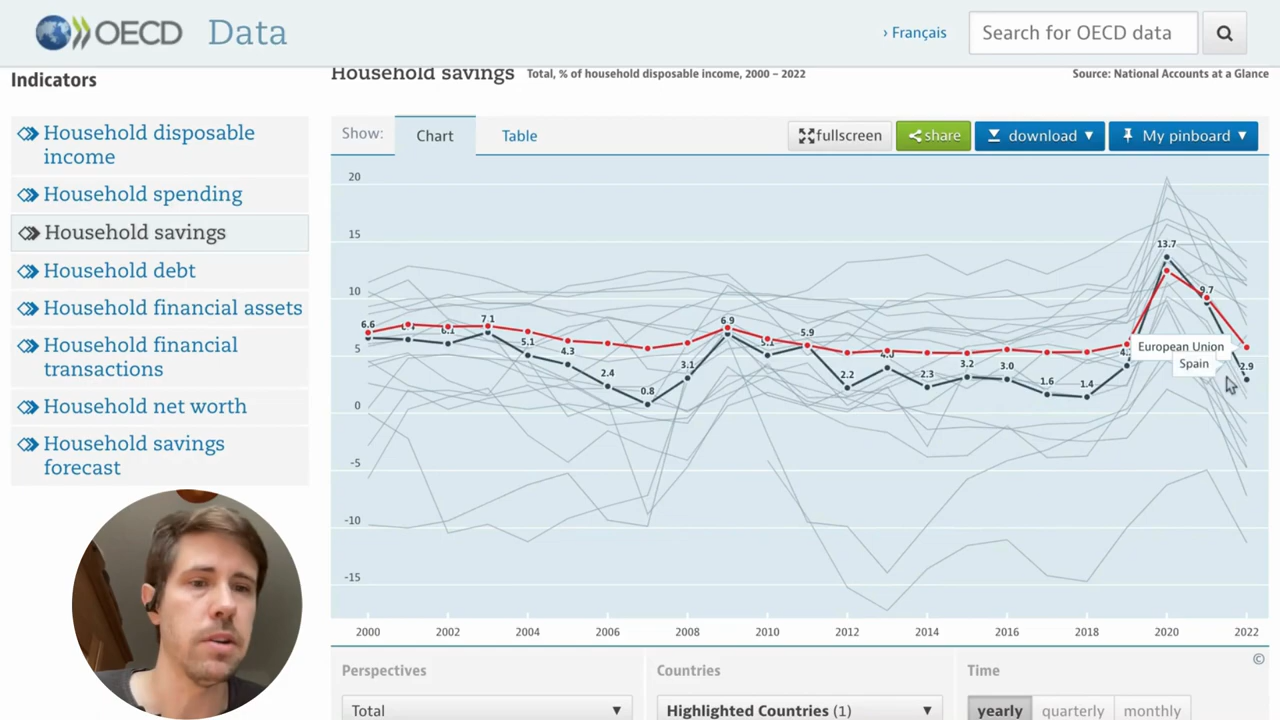 OECD Data
› Français
Search for OECD data
Indicators
Household disposable
income
Household spending
Household savings
Household debt
Household financial assets
Household financial
transactions
Household net worth
Household savings
forecast
Household savings Total, % of household disposable income, 2000 – 2022
Source: National Accounts at a Glance
Show: Chart Table
fullscreen share download ▼ My pinboard ▼
20
15
10
5
0
-5
-10
-15
6.6
7.1
5.1
4.3
2.4
0.8
3.1
6.9
5.9
2.2
4.0
2.3
3.2
3.0
1.6
1.4
13.7
9.7
2.9
European Union
Spain
2000 2002 2004 2006 2008 2010 2012 2014 2016 2018 2020 2022
©
Perspectives
Total ▼
Countries
Highlighted Countries (1) ▼
Time
yearly quarterly monthly